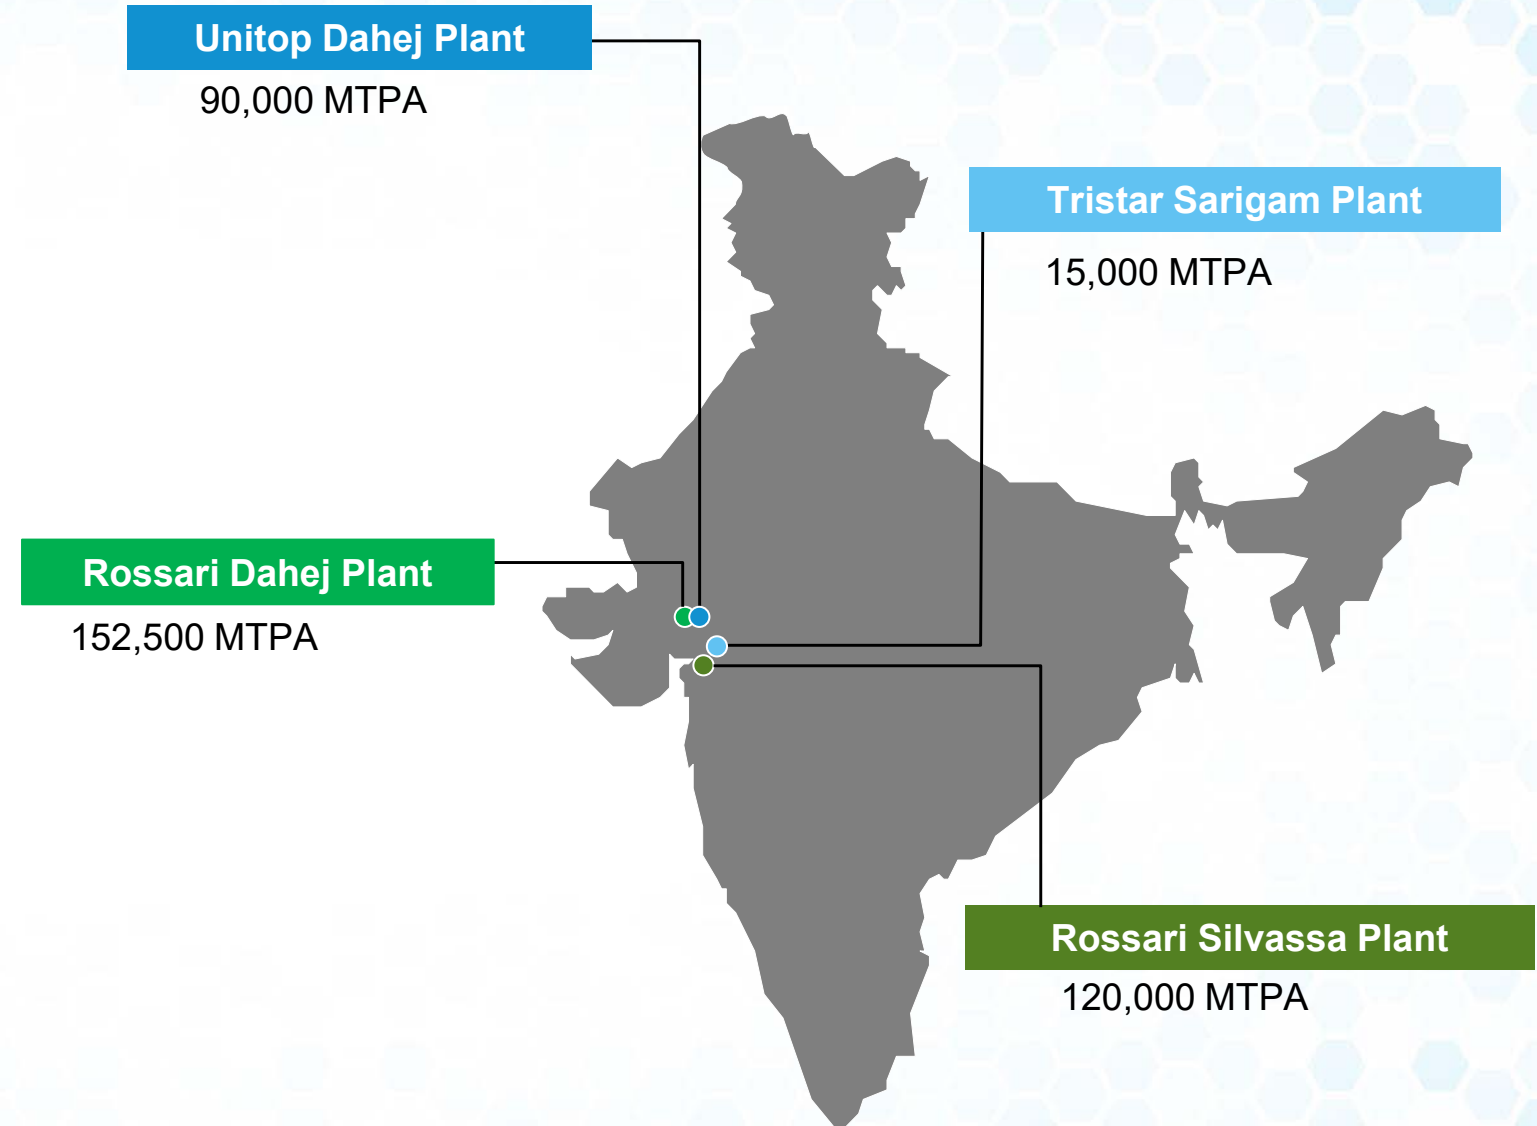 Unitop Dahej Plant
90,000 MTPA
Tristar Sarigam Plant
15,000 MTPA
Rossari Dahej Plant
152,500 MTPA
Rossari Silvassa Plant
120,000 MTPA